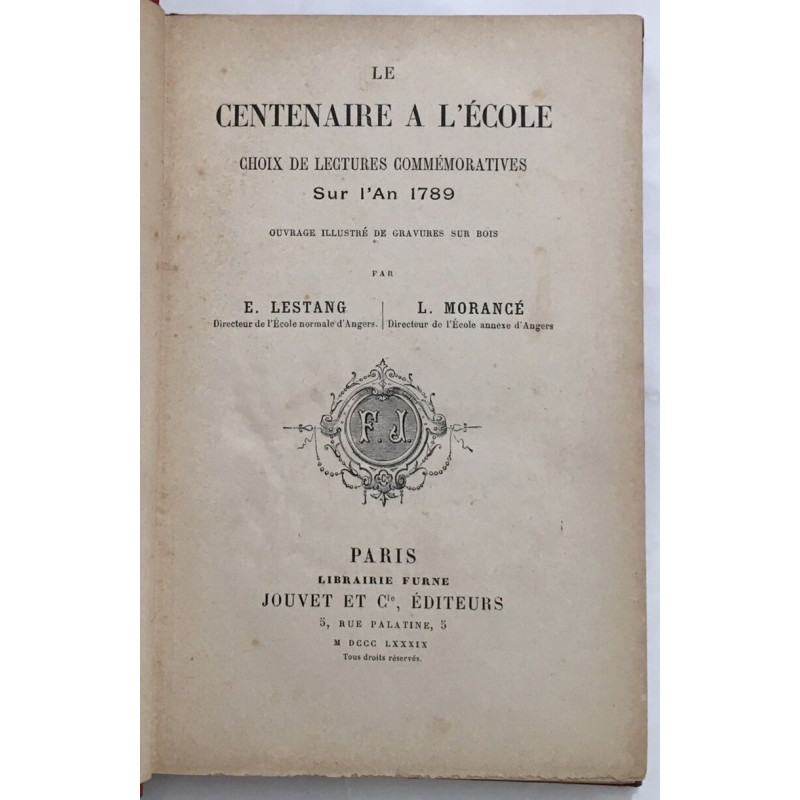 LE
CENTENAIRE A L'ÉCOLE
CHOIX DE LECTURES COMMÉMORATIVES
Sur l'An 1789
OUVRAGE ILLUSTRÉ DE GRAVURES SUR BOIS
PAR
E. LESTANG
Directeur de l'École normale d'Angers.
L. MORANCÉ
Directeur de l'École annexe d'Angers
F. J.
PARIS
LIBRAIRIE FURNE
JOUVET ET Cie, ÉDITEURS
5, RUE PALATINE, 5
M DCCC LXXXIX
Tous droits réservés.